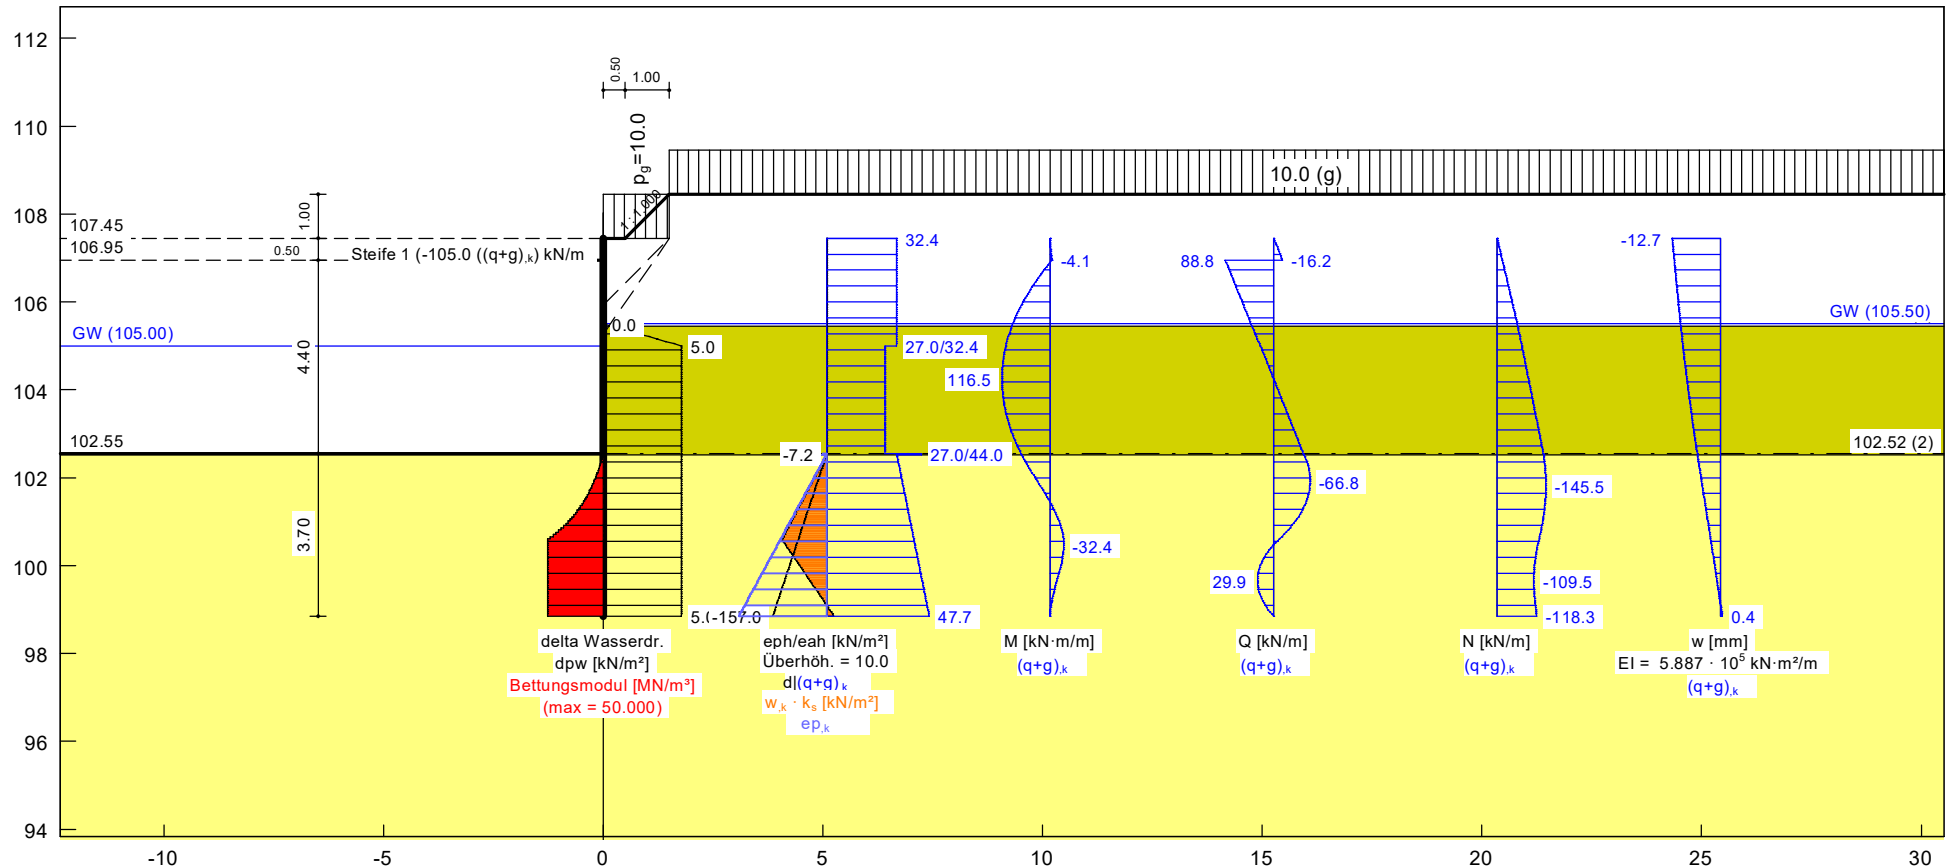 112
110
108
106
104
102
100
98
96
94
-10
-5
0
5
10
15
20
25
30
0.50
1.00
p_g=10.0
1 : 1.000
10.0 (g)
1.00
107.45
106.95
0.50
Steife 1 (-105.0 ((q+g),k) kN/m
GW (105.00)
GW (105.50)
4.40
102.55
102.52 (2)
3.70
0.0
5.0
32.4
27.0/32.4
-7.2
27.0/44.0
-157.0
47.7
-4.1
116.5
-32.4
88.8
-16.2
-66.8
29.9
-145.5
-109.5
-118.3
-12.7
0.4
delta Wasserdr.
dpw [kN/m²]
Bettungsmodul [MN/m³]
(max = 50.000)
eph/eah [kN/m²]
Überhöh. = 10.0
d|(q+g),k
w,k · ks [kN/m²]
ep,k
M [kN·m/m]
(q+g),k
Q [kN/m]
(q+g),k
N [kN/m]
(q+g),k
w [mm]
EI = 5.887 · 10⁵ kN·m²/m
(q+g),k